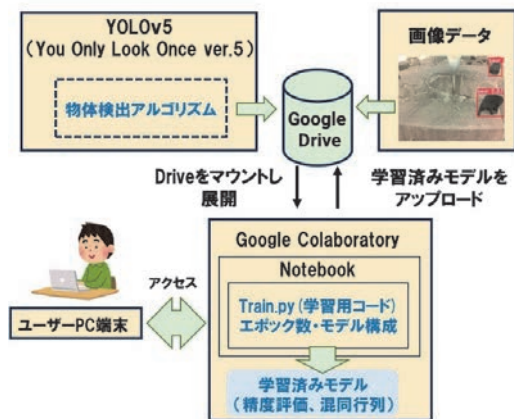 YOLOv5
(You Only Look Once ver.5)
物体検出アルゴリズム
Google
Drive
画像データ
Driveをマウントし
展開
学習済みモデルを
アップロード
Google Colaboratory
Notebook
Train.py(学習用コード)
エポック数・モデル構成
アクセス
ユーザーPC端末
学習済みモデル
(精度評価、混同行列)